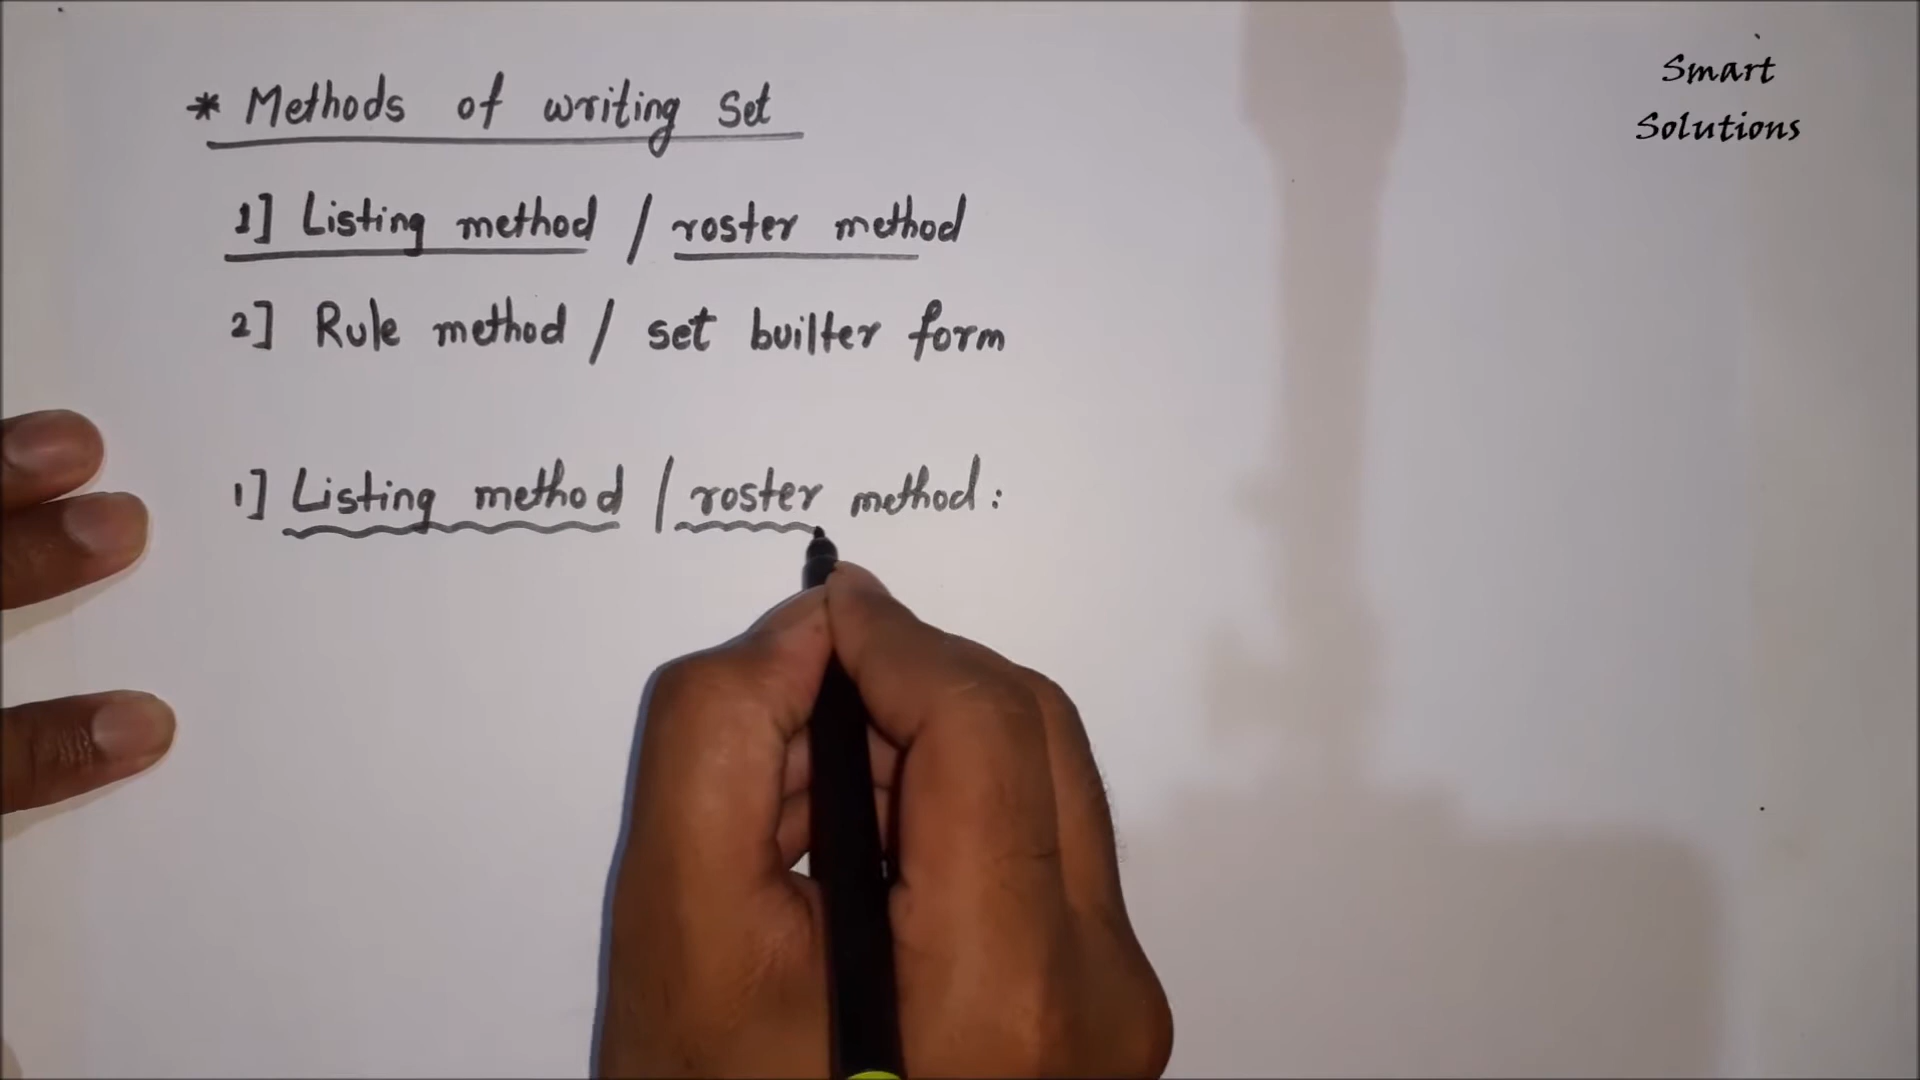 * Methods of writing set
1] Listing method / roster method
2] Rule method / set builter form
1] Listing method / roster method:
Smart
Solutions